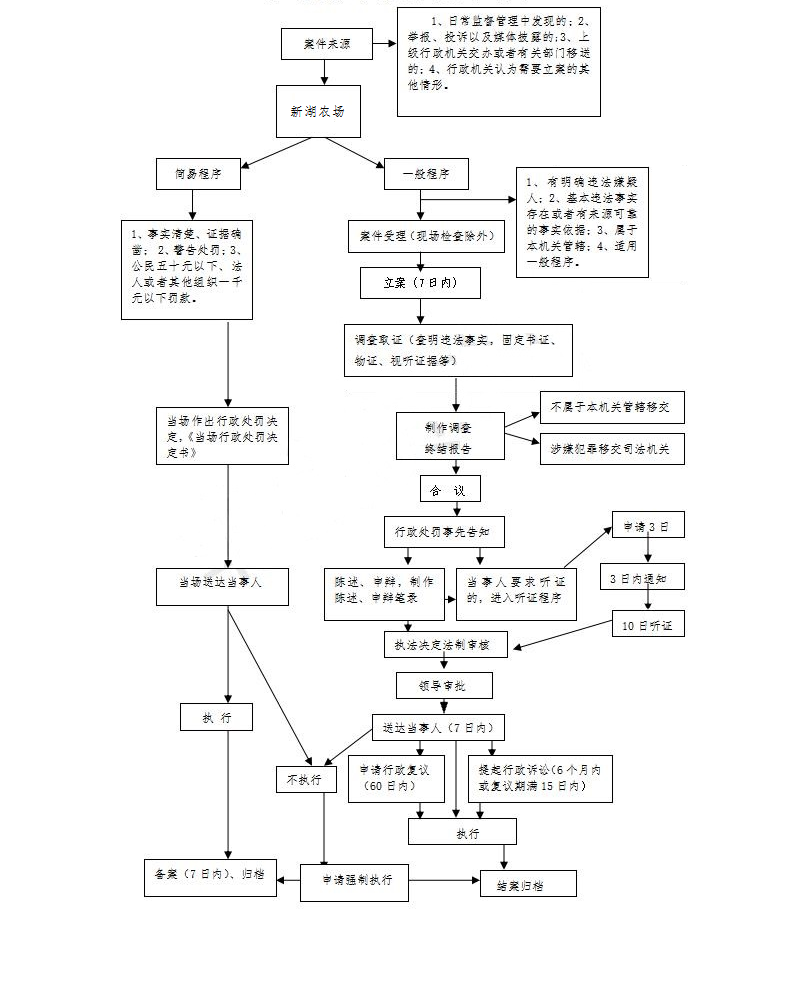 案件来源
1、日常监督管理中发现的；2、
举报、投诉以及媒体披露的;3、上
级行政机关交办或者有关部门移送
的；4、行政机关认为需要立案的其
他情形。
新湖农场
简易程序
一般程序
1、有明确违法嫌疑
人；2、基本违法事实
存在或者有来源可靠
的事实依据；3、属于
本机关管辖；4、适用
一般程序。
1、事实清楚、证据确
凿； 2、警告处罚；3、
公民五十元以下、法
人或者其他组织一千
元以下罚款。
案件受理（现场检查除外）
立案（7日内）
调查取证（查明违法事实，固定书证、
物证、视听证据等）
当场作出行政处罚决
定，《当场行政处罚决
定书》
制作调查
终结报告
不属于本机关管辖移交
涉嫌犯罪移交司法机关
合 议
行政处罚事先告知
申请3日
当场送达当事人
陈述、申辩，制作
陈述、申辩笔录
当事人要求听证
的，进入听证程序
3日内通知
10日听证
执法决定法制审核
领导审批
执 行
送达当事人（7日内）
不执行
申请行政复议
（60日内）
提起行政诉讼（6个月内
或复议期满15日内）
执行
备案（7日内）、归档
申请强制执行
结案归档